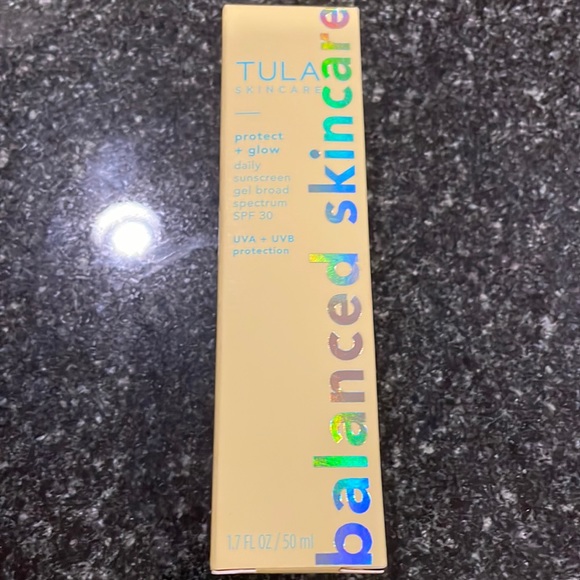 TULA
SKINCARE
protect
+ glow
daily
sunscreen
gel broad
spectrum
SPF 30
UVA + UVB
protection
balanced skincare
1.7 FL OZ / 50 ml